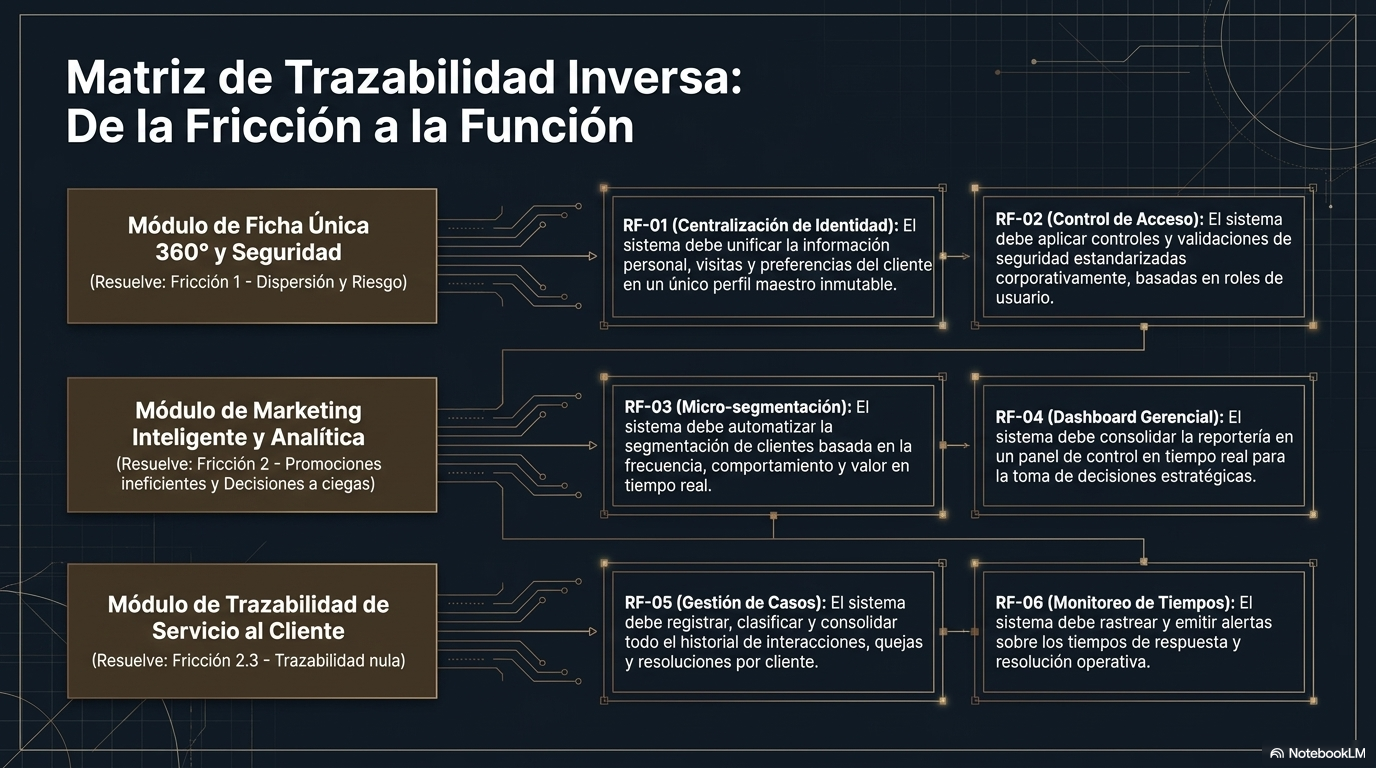 Matriz de Trazabilidad Inversa:
De la Fricción a la Función
Módulo de Ficha Única
360° y Seguridad
(Resuelve: Fricción 1 - Dispersión y Riesgo)
RF-01 (Centralización de Identidad): El
sistema debe unificar la información
personal, visitas y preferencias del cliente
en un único perfil maestro inmutable.
RF-02 (Control de Acceso): El sistema
debe aplicar controles y validaciones de
seguridad estandarizadas
corporativamente, basadas en roles de
usuario.
Módulo de Marketing
Inteligente y Analítica
(Resuelve: Fricción 2 - Promociones
ineficientes y Decisiones a ciegas)
RF-03 (Micro-segmentación): El
sistema debe automatizar la
segmentación de clientes basada en la
frecuencia, comportamiento y valor en
tiempo real.
RF-04 (Dashboard Gerencial): El
sistema debe consolidar la reportería en
un panel de control en tiempo real para
la toma de decisiones estratégicas.
Módulo de Trazabilidad de
Servicio al Cliente
(Resuelve: Fricción 2.3 - Trazabilidad nula)
RF-05 (Gestión de Casos): El sistema
debe registrar, clasificar y consolidar
todo el historial de interacciones, quejas
y resoluciones por cliente.
RF-06 (Monitoreo de Tiempos): El
sistema debe rastrear y emitir alertas
sobre los tiempos de respuesta y
resolución operativa.
NotebookLM